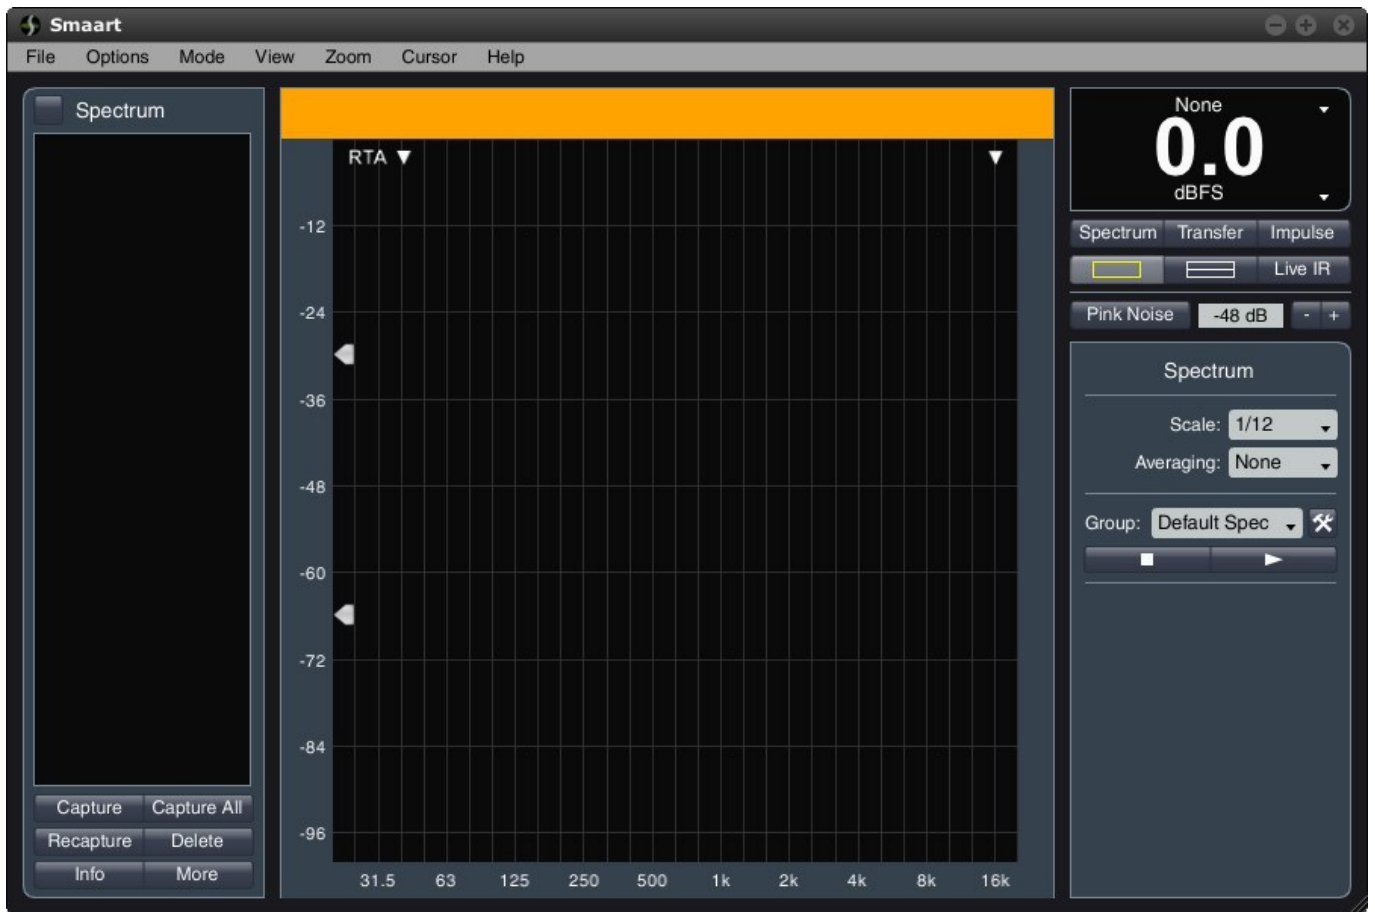 Smaart
File Options Mode View Zoom Cursor Help
Spectrum
Capture Capture All
Recapture Delete
Info More
RTA
-12
-24
-36
-48
-60
-72
-84
-96
31.5 63 125 250 500 1k 2k 4k 8k 16k
None
0.0
dBFS
Spectrum Transfer Impulse
Live IR
Pink Noise -48 dB - +
Spectrum
Scale: 1/12
Averaging: None
Group: Default Spec